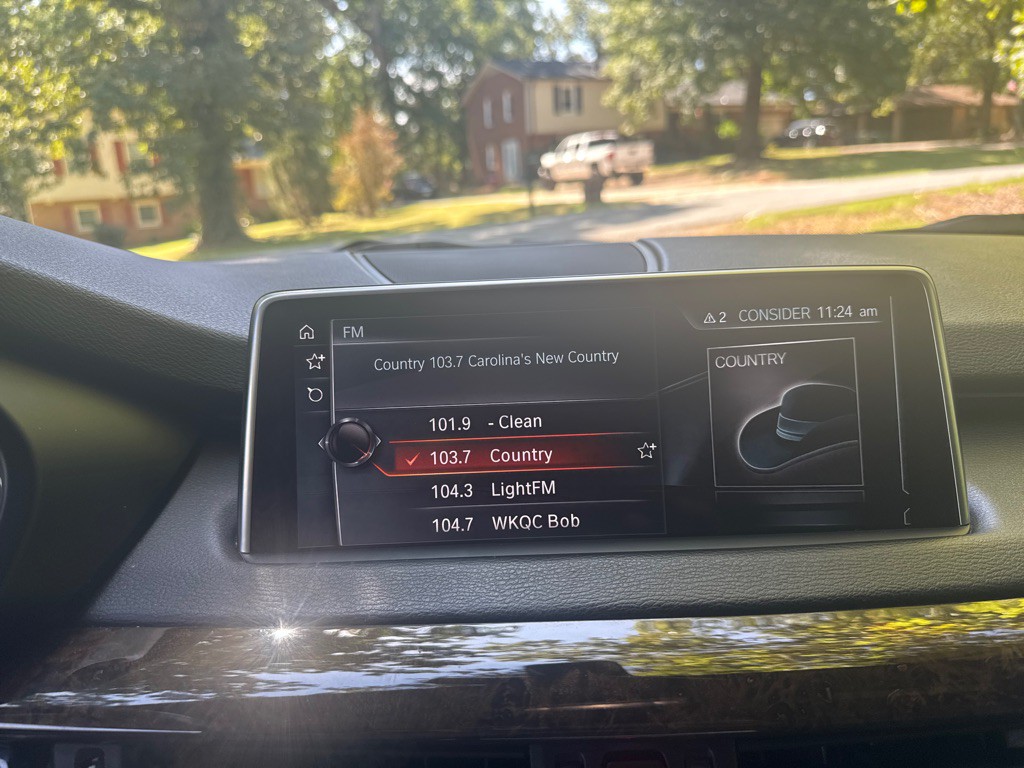 FM
2 CONSIDER 11:24 am
Country 103.7 Carolina's New Country
COUNTRY
101.9 - Clean
103.7 Country
104.3 LightFM
104.7 WKQC Bob